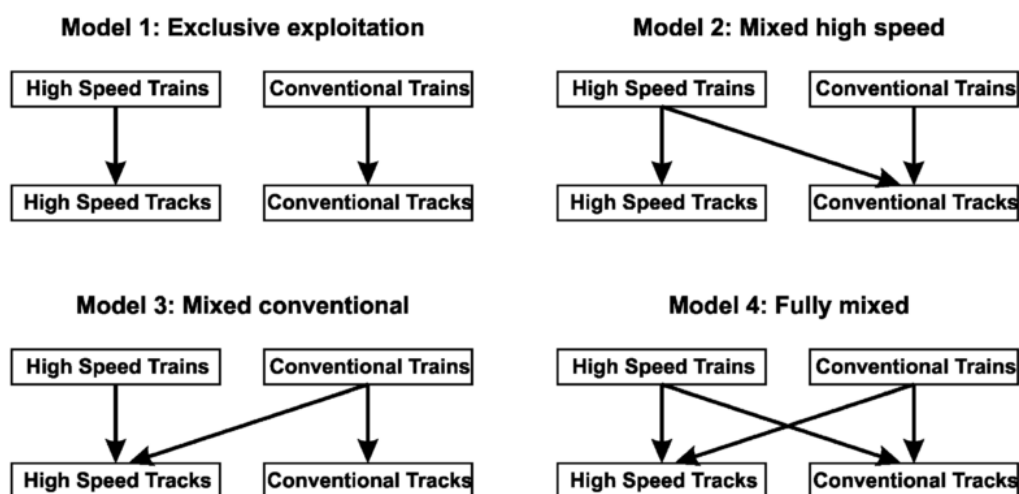 Model 1: Exclusive exploitation
High Speed Trains
Conventional Trains
High Speed Tracks
Conventional Tracks
Model 2: Mixed high speed
High Speed Trains
Conventional Trains
High Speed Tracks
Conventional Tracks
Model 3: Mixed conventional
High Speed Trains
Conventional Trains
High Speed Tracks
Conventional Tracks
Model 4: Fully mixed
High Speed Trains
Conventional Trains
High Speed Tracks
Conventional Tracks